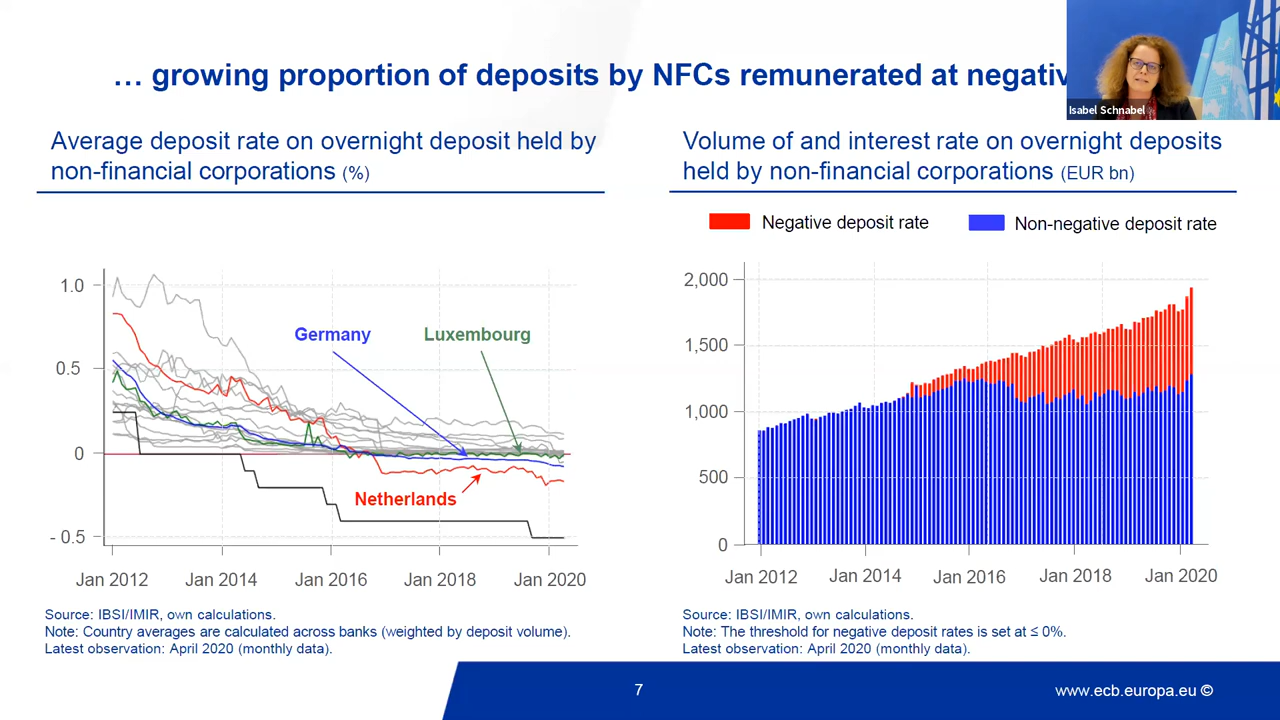 … growing proportion of deposits by NFCs remunerated at
Isabel Schnabel
Average deposit rate on overnight deposit held by
non-financial corporations (%)
1.0
0.5
0
- 0.5
Germany
Luxembourg
Netherlands
Jan 2012 Jan 2014 Jan 2016 Jan 2018 Jan 2020
Source: IBSI/IMIR, own calculations.
Note: Country averages are calculated across banks (weighted by deposit volume).
Latest observation: April 2020 (monthly data).
Volume of and interest rate on overnight deposits
held by non-financial corporations (EUR bn)
Negative deposit rate Non-negative deposit rate
2,000
1,500
1,000
500
0
Jan 2012 Jan 2014 Jan 2016 Jan 2018 Jan 2020
Source: IBSI/IMIR, own calculations.
Note: The threshold for negative deposit rates is set at ≤ 0%.
Latest observation: April 2020 (monthly data).
7
www.ecb.europa.eu ©